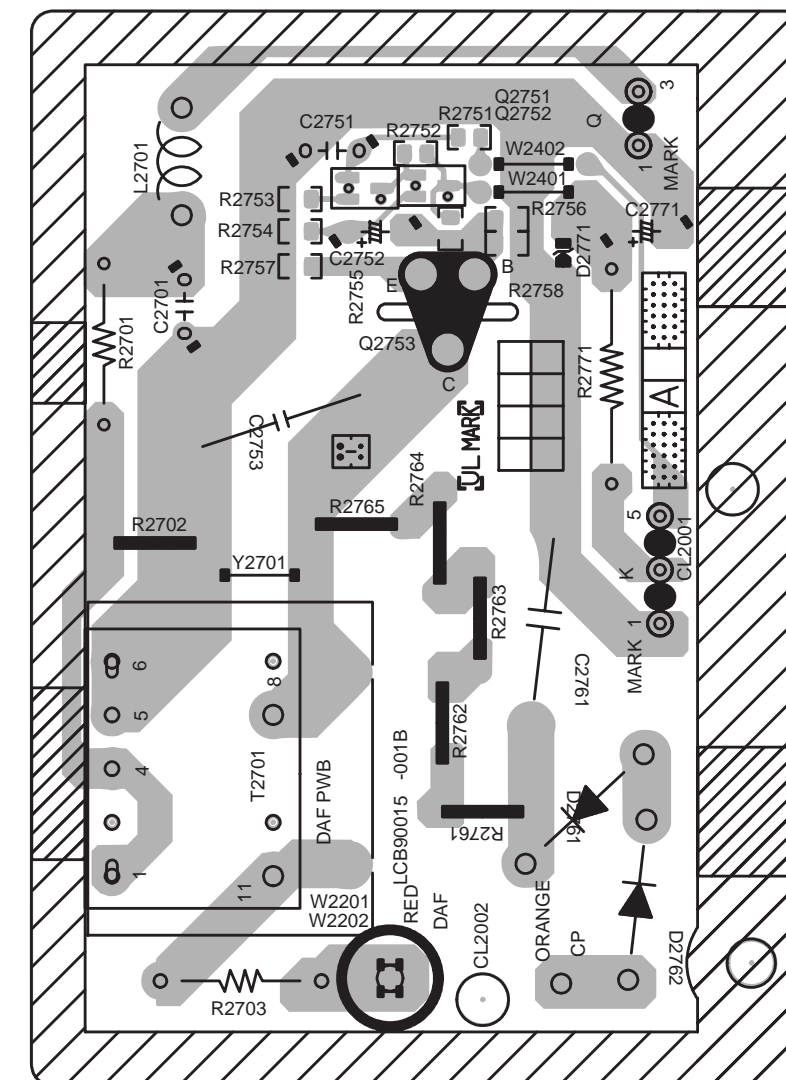 3
Q
1
MARK
Q2751
Q2752
R2751
C2751
R2752
W2402
W2401
L2701
R2753
R2754
R2757
R2756
C2771
D2771
C2752
R2755
E
B
R2758
C2701
R2701
Q2753
C
R2771
A
C2753
UL MARK
R2764
R2765
R2702
5
K
1
CL2001
MARK
Y2701
R2763
C2761
6
5
4
1
8
11
T2701
DAF PWB
R2762
LCB90015 -001B
R2761
D2761
W2201
W2202
RED
DAF
CL2002
ORANGE
CP
D2762
R2703